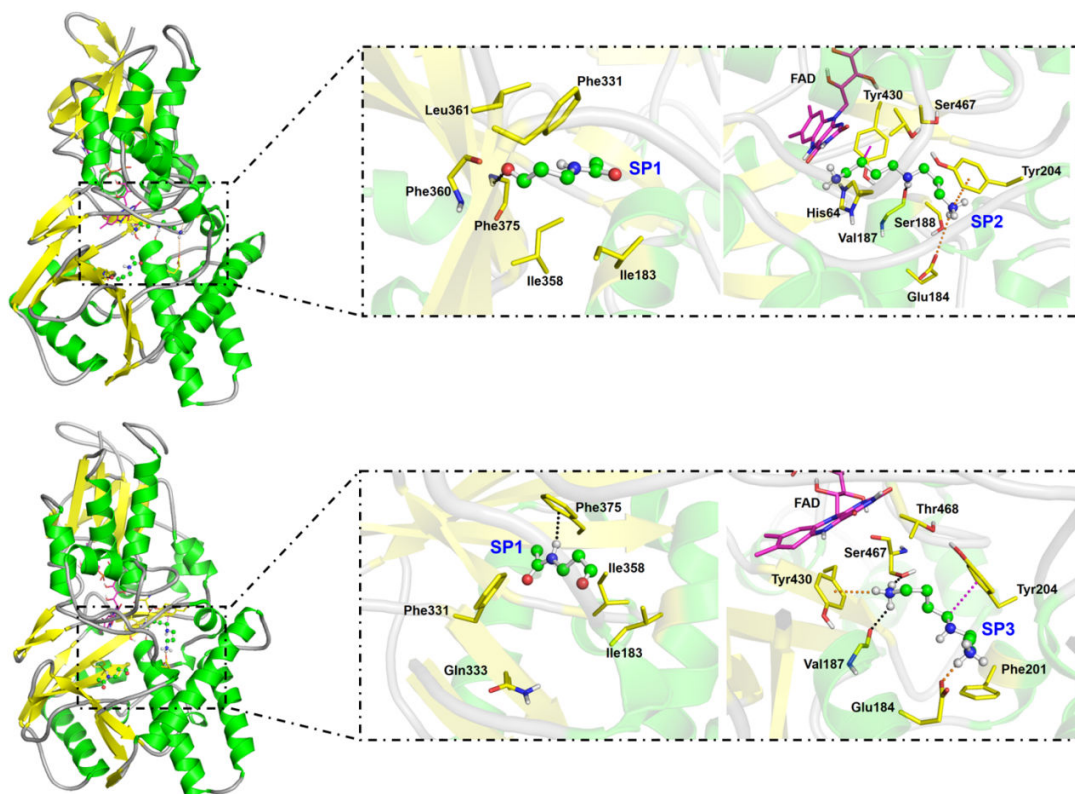 Phe331
Leu361
SP1
Phe360
Phe375
Ile358
Ile183
FAD
Tyr430
Ser467
Tyr204
His64
Val187
Ser188
SP2
Glu184
Phe375
SP1
Ile358
Phe331
Ile183
Gln333
FAD
Thr468
Ser467
Tyr430
Tyr204
SP3
Val187
Phe201
Glu184